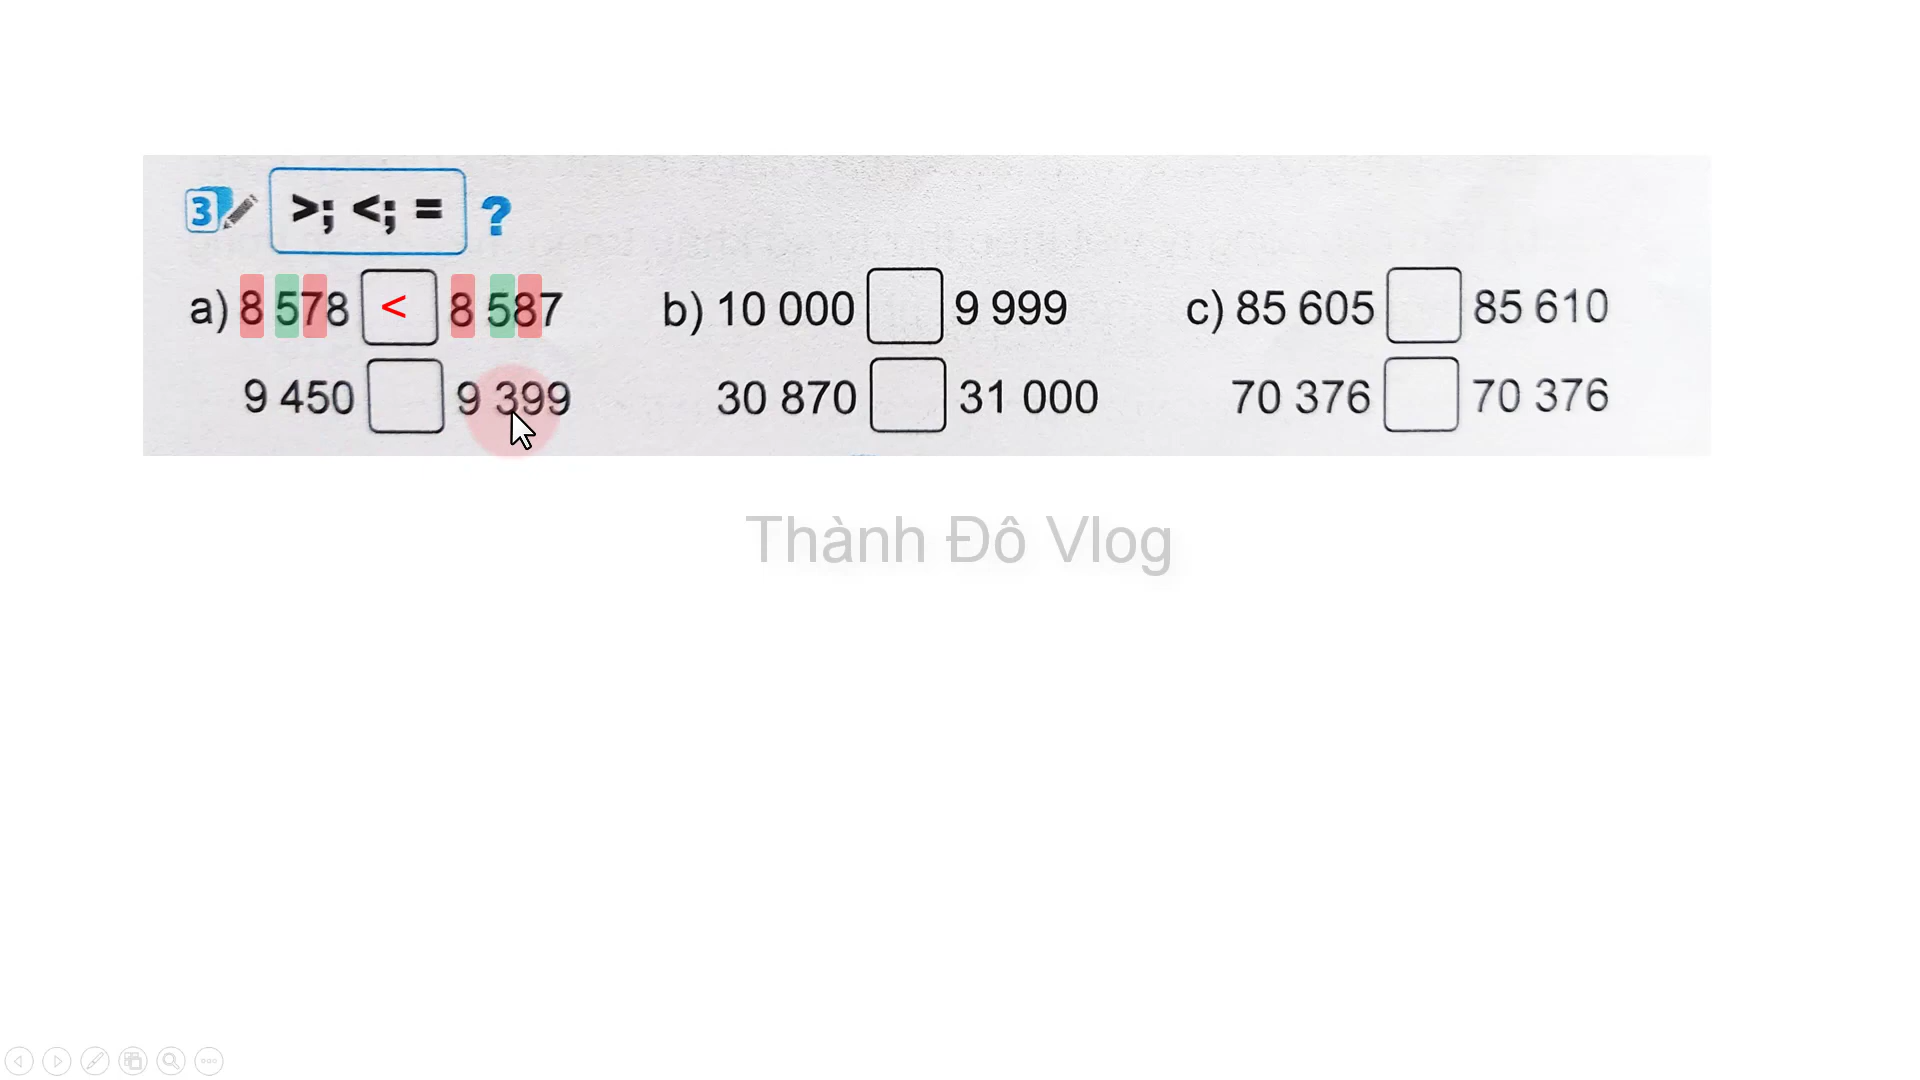 3 >; <; = ?
a) 8 578 < 8 587 b) 10 000 9 999 c) 85 605 85 610
9 450 9 399 30 870 31 000 70 376 70 376
Thành Đô Vlog